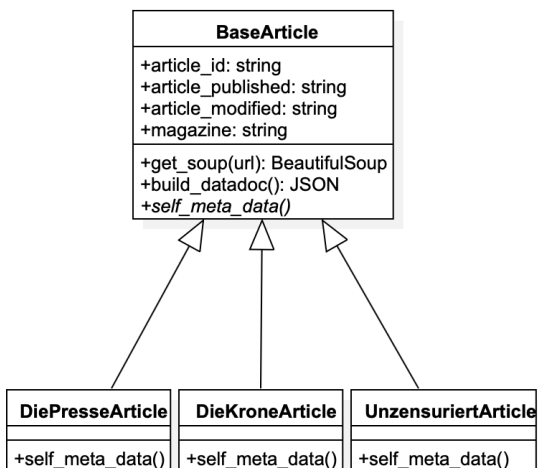 BaseArticle
+article_id: string
+article_published: string
+article_modified: string
+magazine: string
+get_soup(url): BeautifulSoup
+build_datadoc(): JSON
+self_meta_data()
DiePresseArticle
DieKroneArticle
UnzensuriertArticle
+self_meta_data()
+self_meta_data()
+self_meta_data()